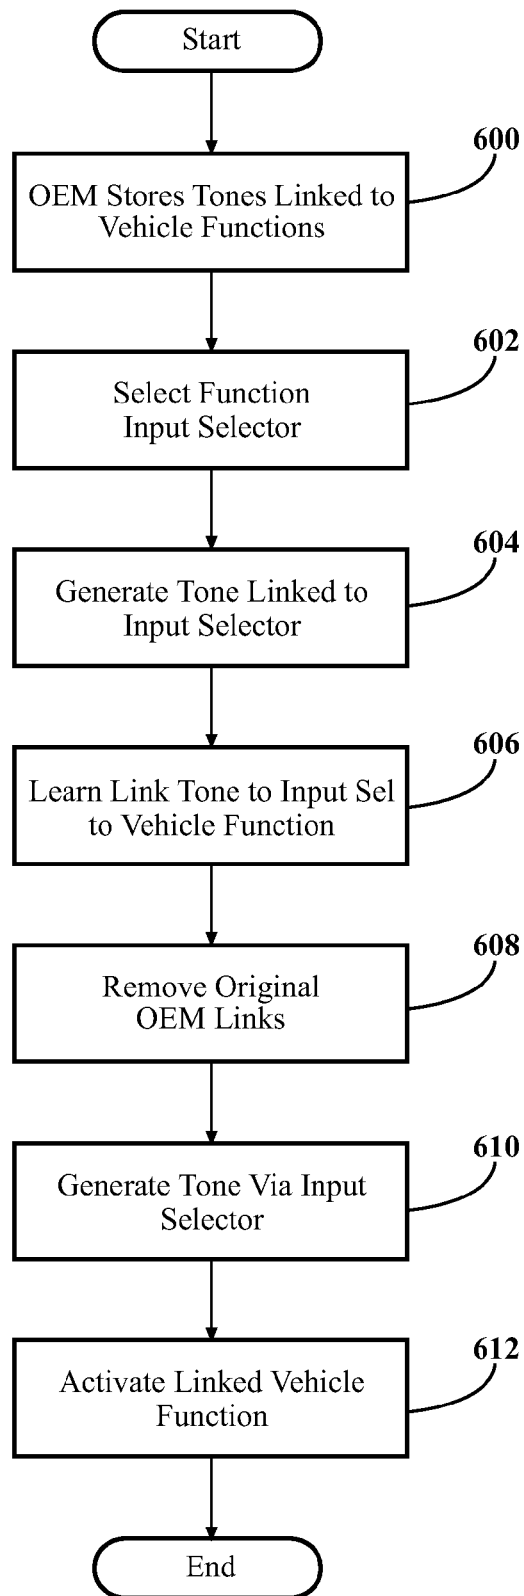 Start
600
OEM Stores Tones Linked to
Vehicle Functions
602
Select Function
Input Selector
604
Generate Tone Linked to
Input Selector
606
Learn Link Tone to Input Sel
to Vehicle Function
608
Remove Original
OEM Links
610
Generate Tone Via Input
Selector
612
Activate Linked Vehicle
Function
End